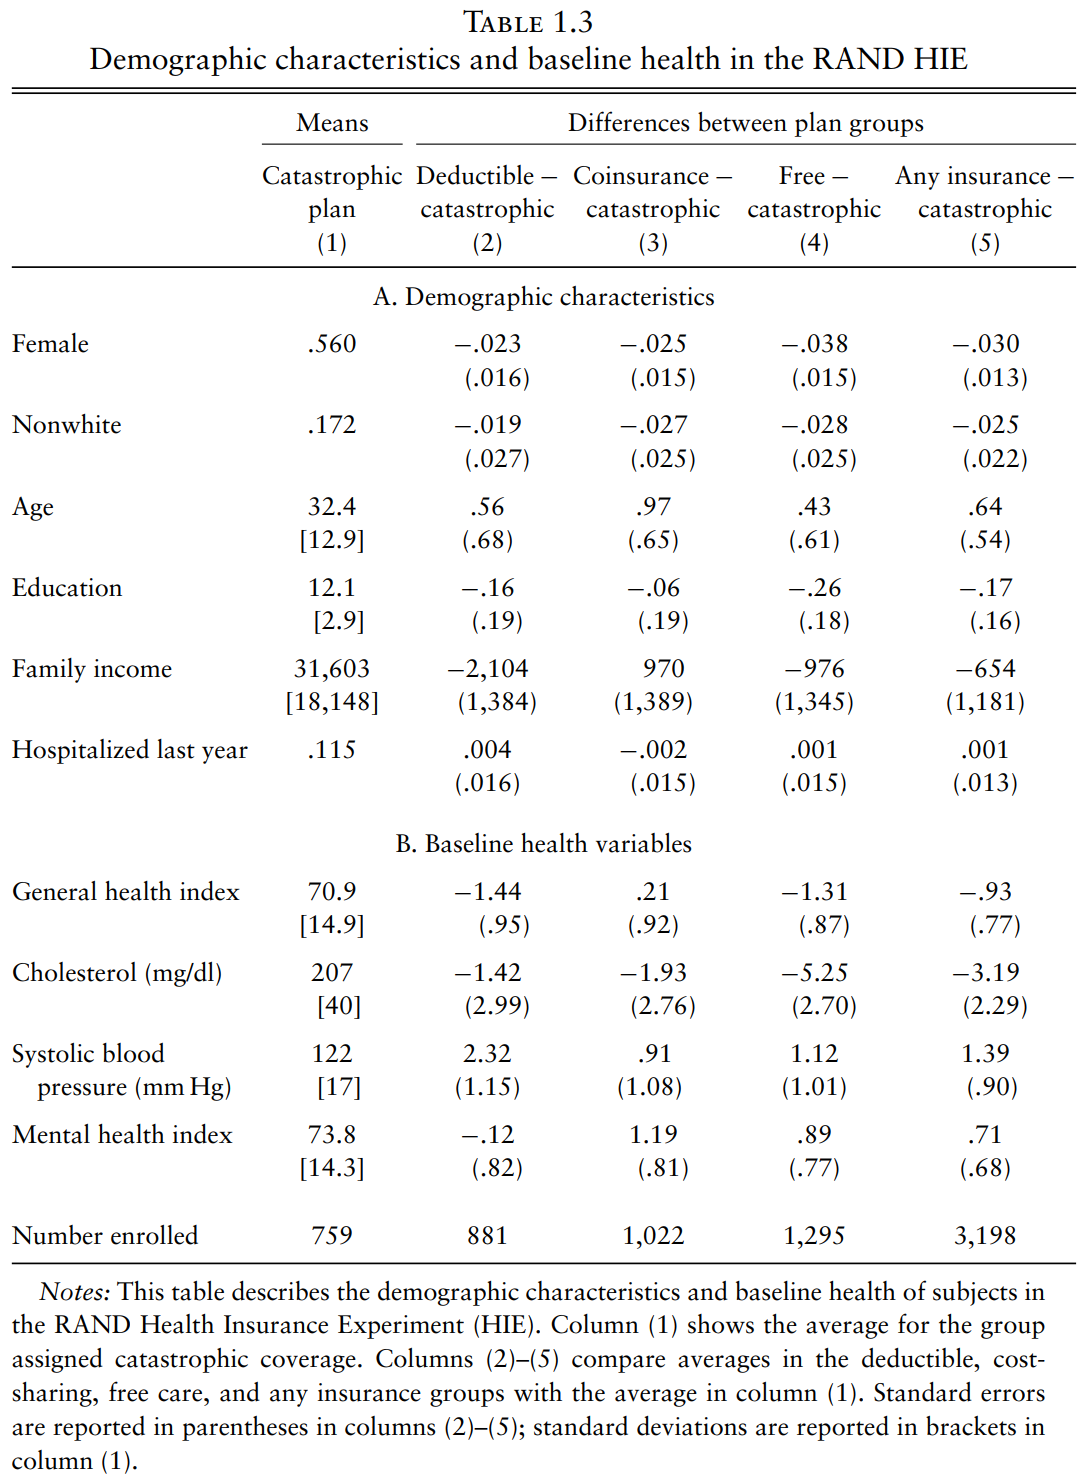 TABLE 1.3
Demographic characteristics and baseline health in the RAND HIE
Means Differences between plan groups
Catastrophic Deductible − Coinsurance − Free − Any insurance −
plan catastrophic catastrophic catastrophic catastrophic
(1) (2) (3) (4) (5)
A. Demographic characteristics
Female .560 −.023 −.025 −.038 −.030
(.016) (.015) (.015) (.013)
Nonwhite .172 −.019 −.027 −.028 −.025
(.027) (.025) (.025) (.022)
Age 32.4 .56 .97 .43 .64
[12.9] (.68) (.65) (.61) (.54)
Education 12.1 −.16 −.06 −.26 −.17
[2.9] (.19) (.19) (.18) (.16)
Family income 31,603 −2,104 970 −976 −654
[18,148] (1,384) (1,389) (1,345) (1,181)
Hospitalized last year .115 .004 −.002 .001 .001
(.016) (.015) (.015) (.013)
B. Baseline health variables
General health index 70.9 −1.44 .21 −1.31 −.93
[14.9] (.95) (.92) (.87) (.77)
Cholesterol (mg/dl) 207 −1.42 −1.93 −5.25 −3.19
[40] (2.99) (2.76) (2.70) (2.29)
Systolic blood 122 2.32 .91 1.12 1.39
pressure (mm Hg) [17] (1.15) (1.08) (1.01) (.90)
Mental health index 73.8 −.12 1.19 .89 .71
[14.3] (.82) (.81) (.77) (.68)
Number enrolled 759 881 1,022 1,295 3,198
Notes: This table describes the demographic characteristics and baseline health of subjects in
the RAND Health Insurance Experiment (HIE). Column (1) shows the average for the group
assigned catastrophic coverage. Columns (2)–(5) compare averages in the deductible, cost-
sharing, free care, and any insurance groups with the average in column (1). Standard errors
are reported in parentheses in columns (2)–(5); standard deviations are reported in brackets in
column (1).